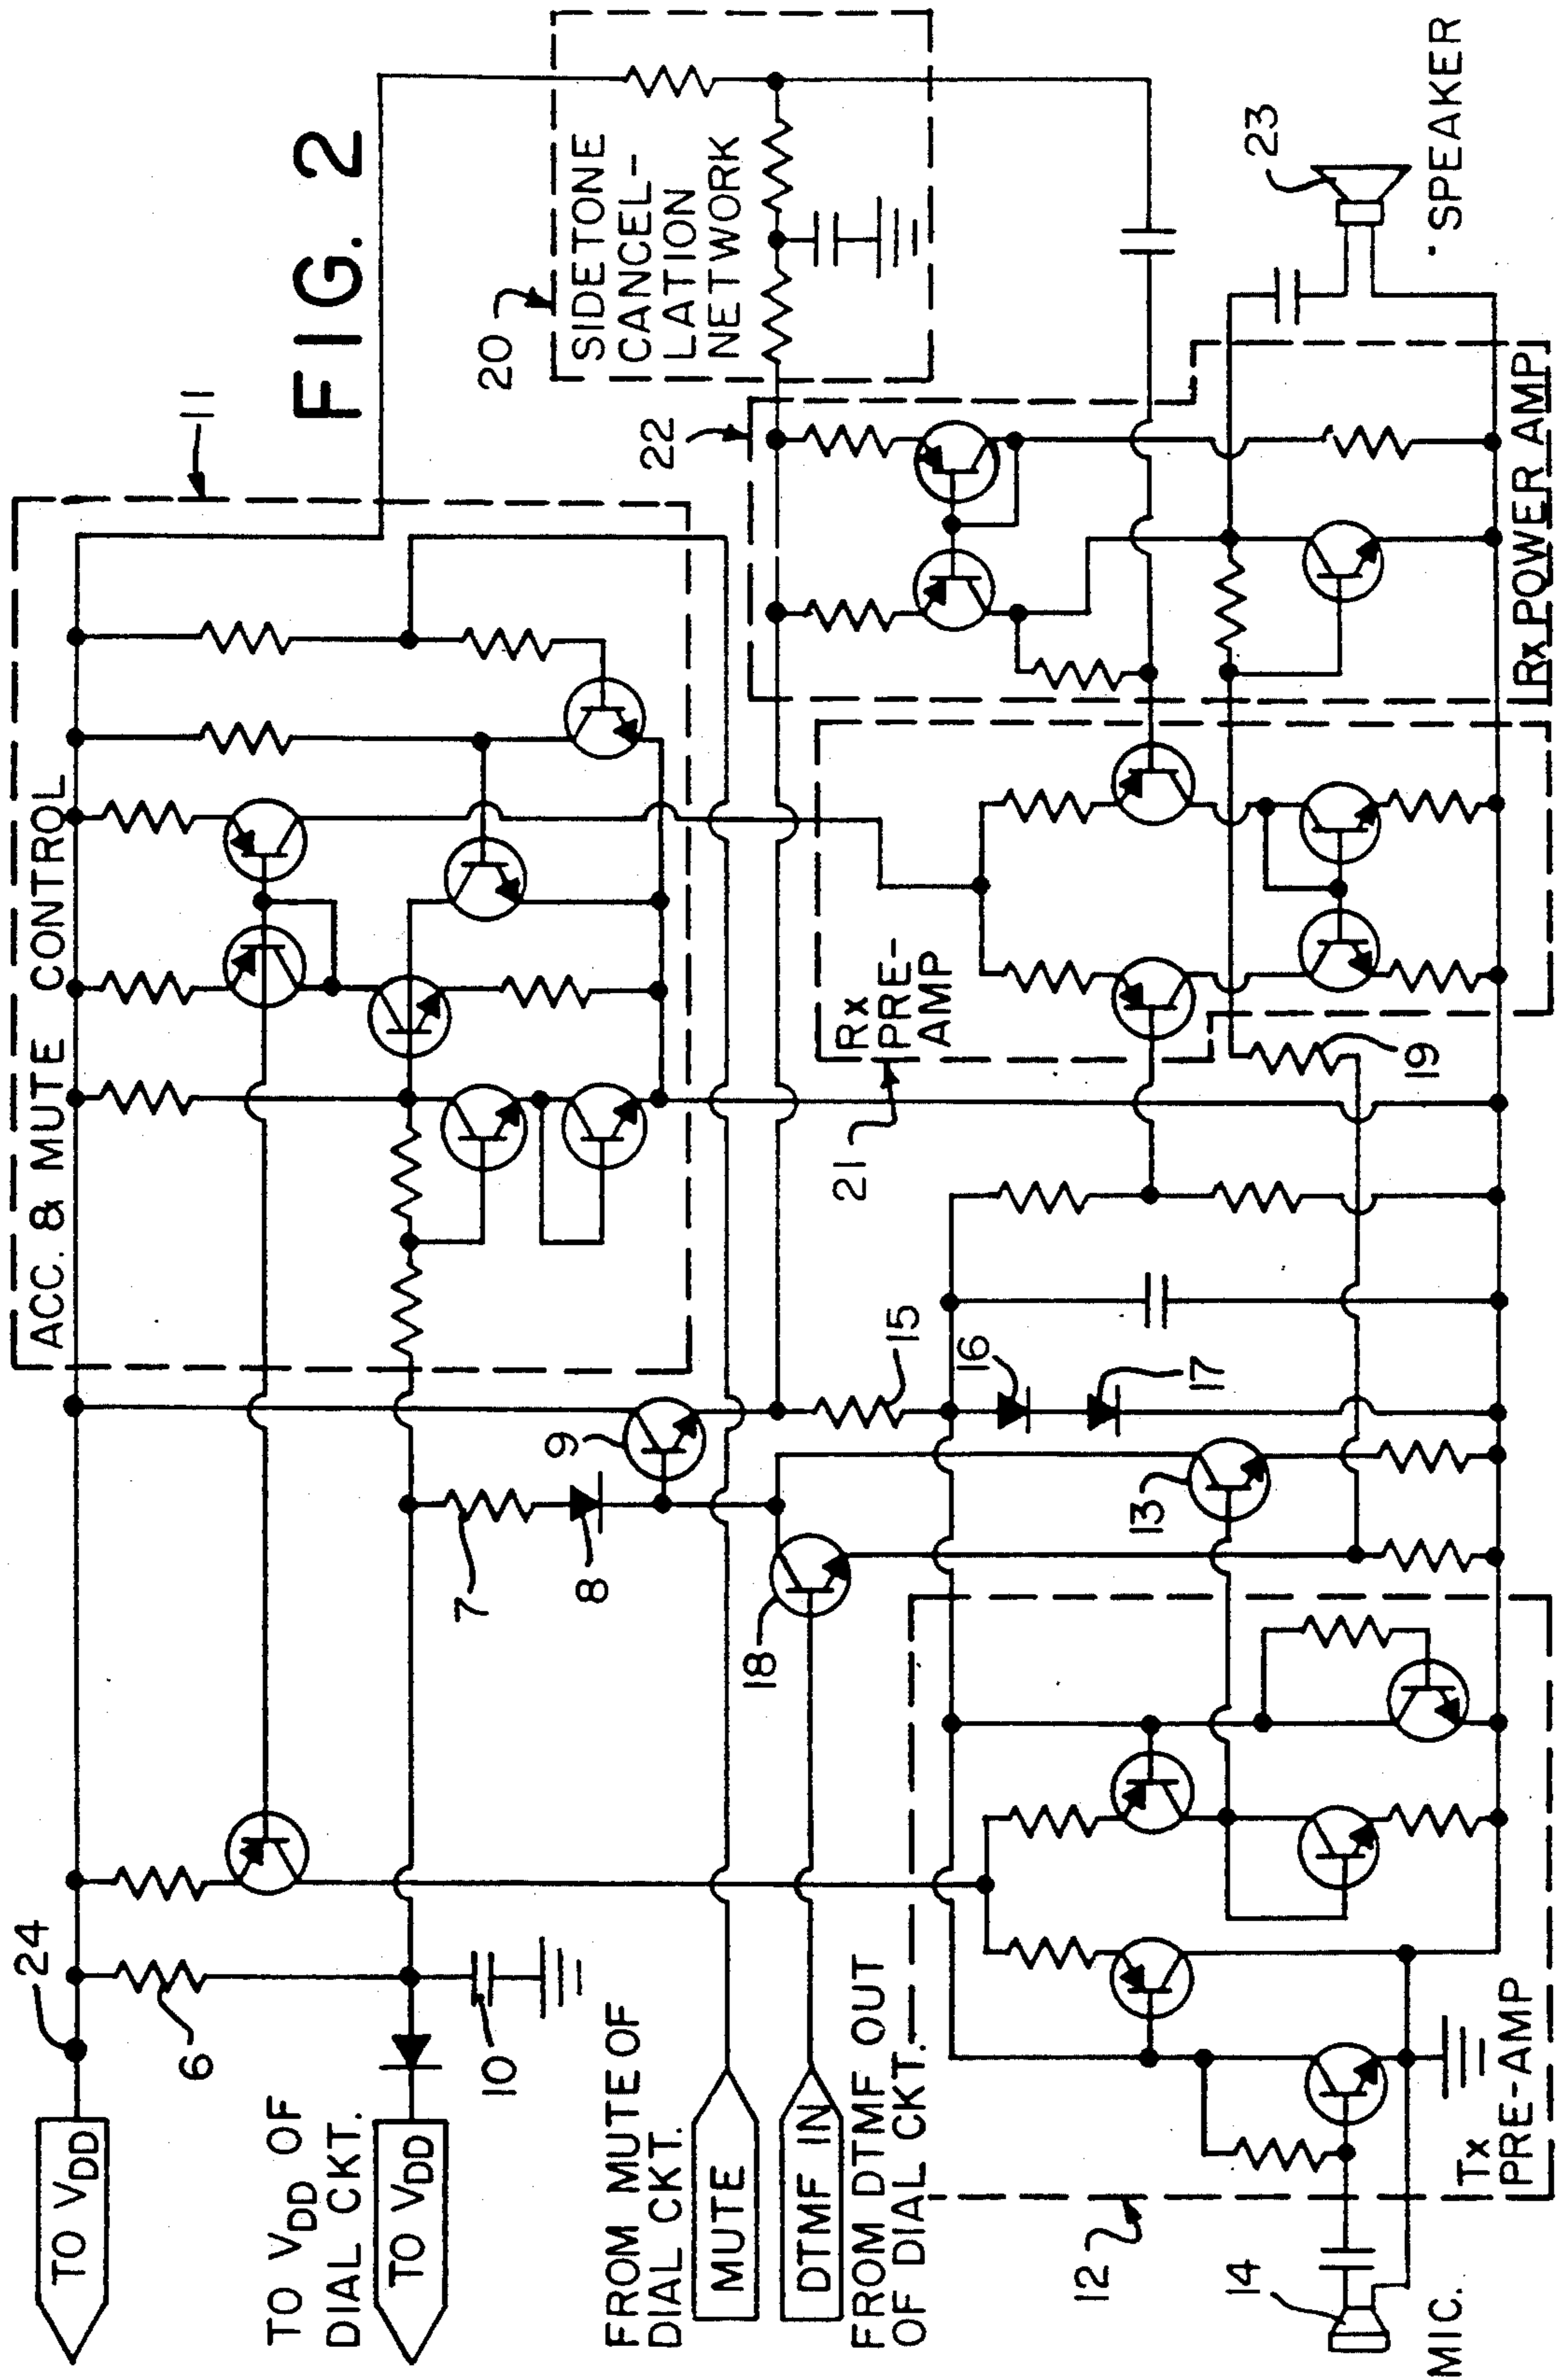 FIG. 2
24
TO VDD
6
ACC. & MUTE CONTROL
11
TO VDD OF
DIAL CKT.
TO VDD
10
7
8
9
20
SIDETONE
CANCEL-
LATION
NETWORK
FROM MUTE OF
DIAL CKT.
MUTE
DTMF IN
FROM DTMF OUT
OF DIAL CKT.
18
15
16
17
13
21
Rx
PRE-
AMP
19
22
Rx POWER AMP
23
SPEAKER
12
Tx
PRE-AMP
14
MIC.